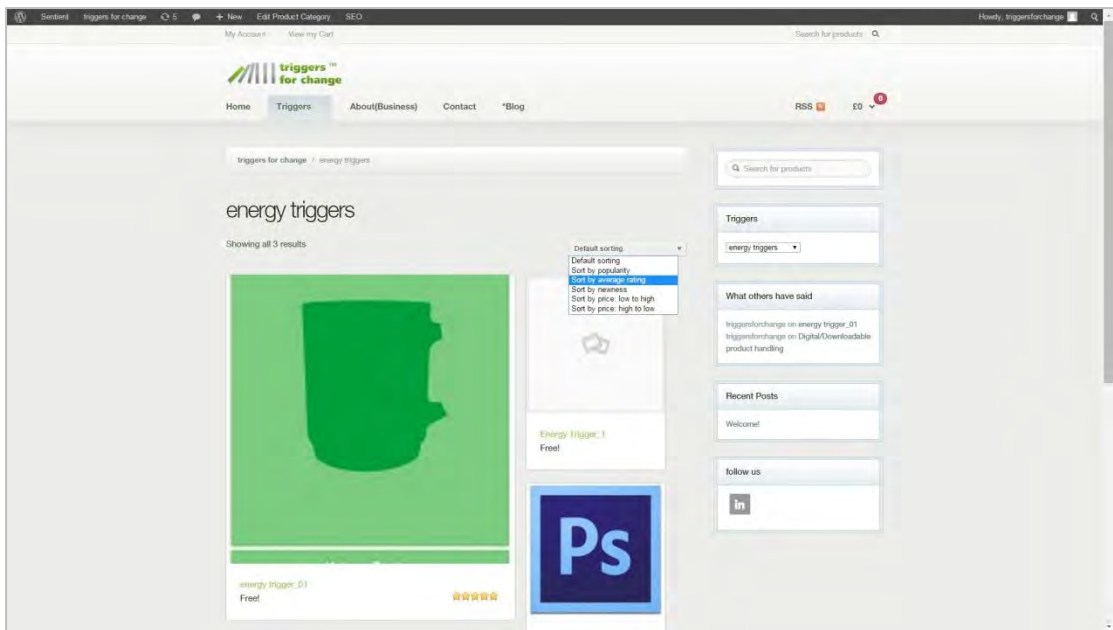 Sentient triggers for change 5 + New Edit Product Category SEO Howdy, triggersforchange
My Account View my Cart Search for products
triggers ™
for change
Home Triggers About(Business) Contact *Blog RSS £0 0
triggers for change / energy triggers
Search for products
energy triggers
Showing all 3 results
Default sorting
Default sorting
Sort by popularity
Sort by average rating
Sort by newness
Sort by price: low to high
Sort by price: high to low
Triggers
energy triggers
What others have said
triggersforchange on energy trigger_01
triggersforchange on Digital/Downloadable
product handling
Recent Posts
Welcome!
follow us
in
Energy Trigger_1
Free!
Ps
energy trigger_01
Free!